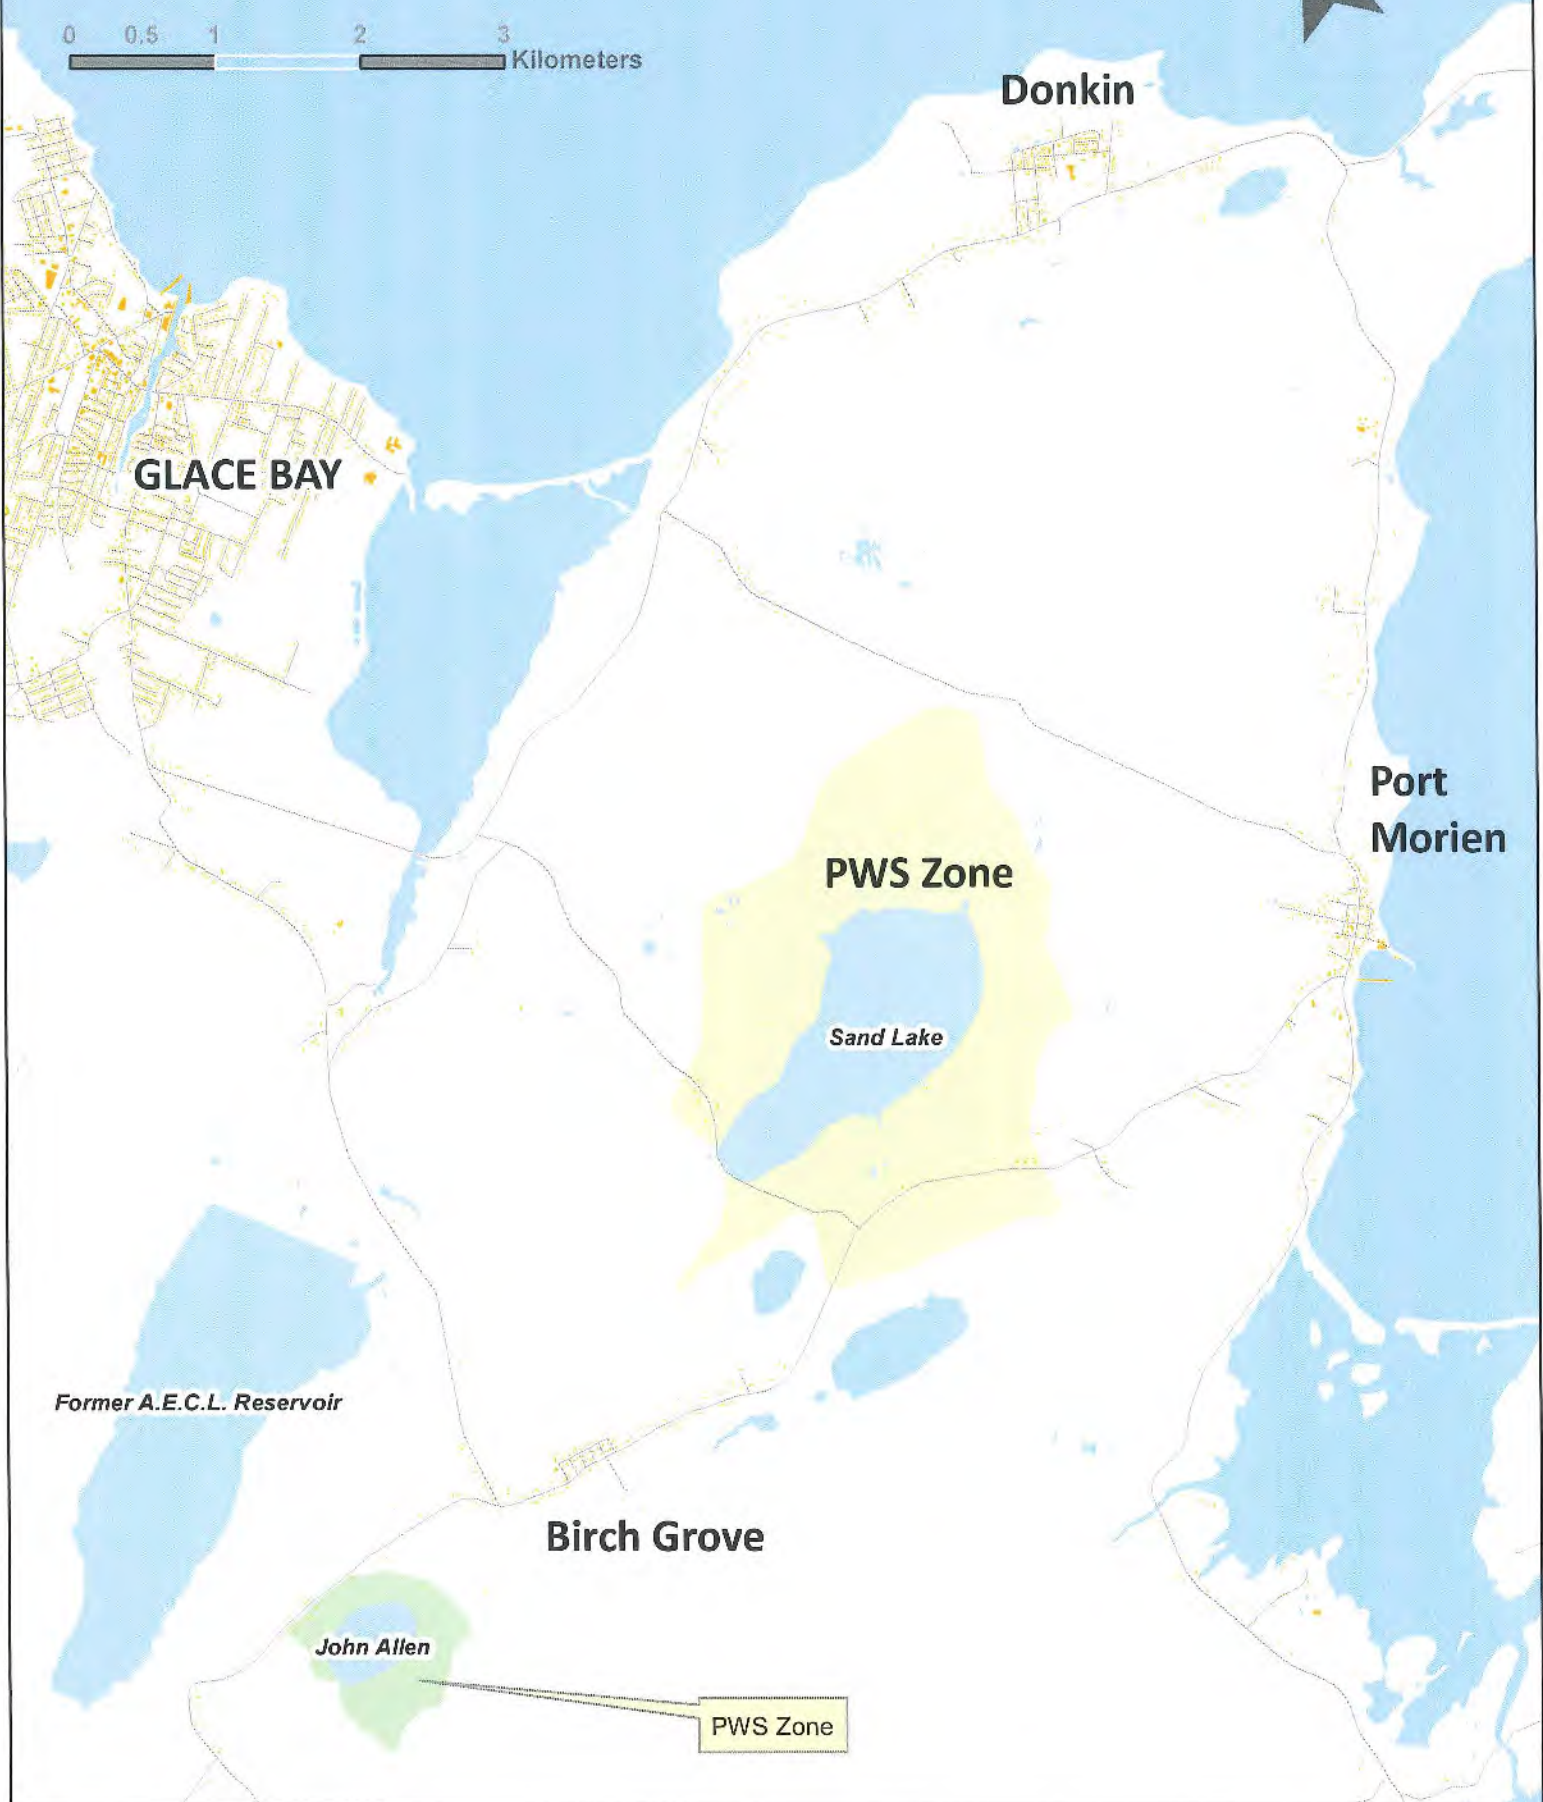 0 0.5 1 2 3
Kilometers
Donkin
GLACE BAY
Port
Morien
PWS Zone
Sand Lake
Former A.E.C.L. Reservoir
Birch Grove
John Allen
PWS Zone